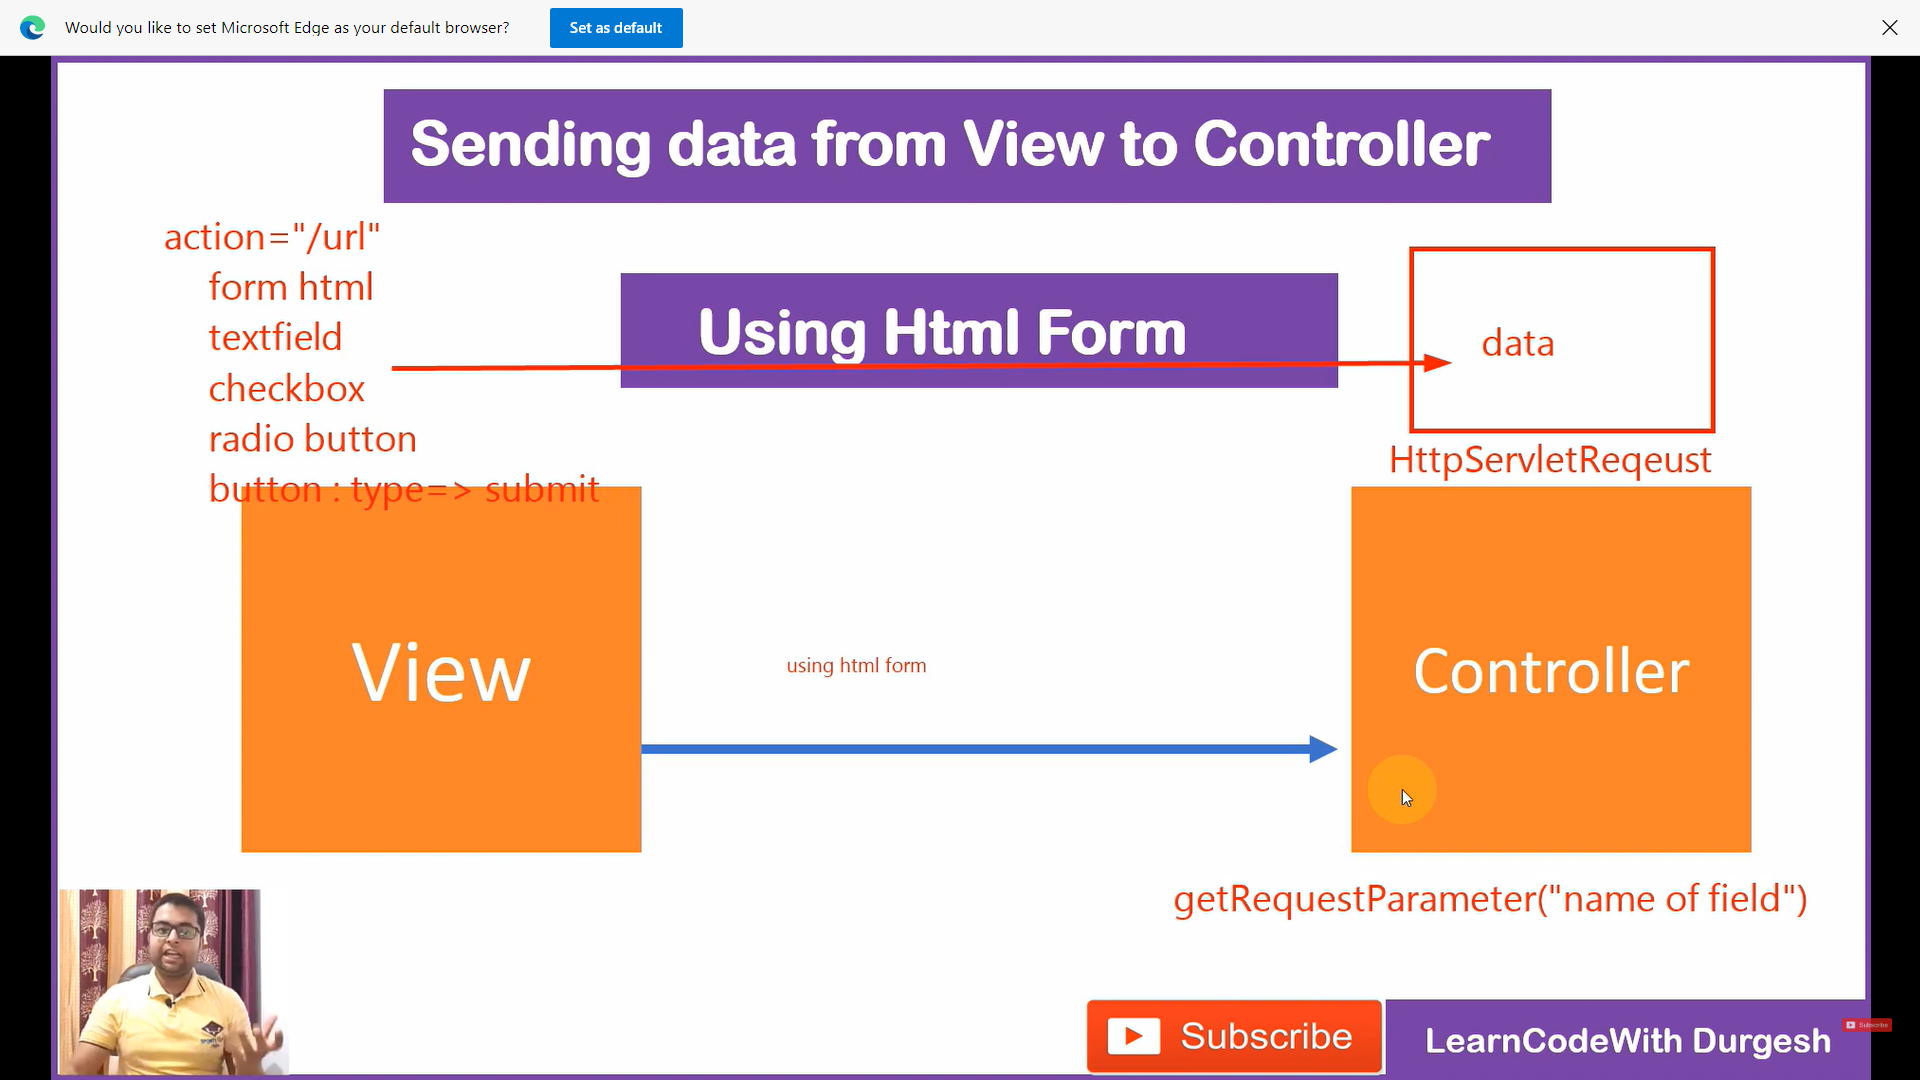 Would you like to set Microsoft Edge as your default browser?
Set as default
Sending data from View to Controller
action="/url"
form html
textfield
checkbox
radio button
button : type=> submit
Using Html Form
data
HttpServletReqeust
View
using html form
Controller
getRequestParameter("name of field")
Subscribe
LearnCodeWith Durgesh
Subscribe